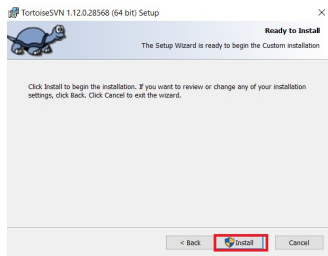 TortoiseSVN 1.12.0.28568 (64 bit) Setup
Ready to Install
The Setup Wizard is ready to begin the Custom installation
Click Install to begin the installation. If you want to review or change any of your installation
settings, click Back. Click Cancel to exit the wizard.
< Back Install Cancel